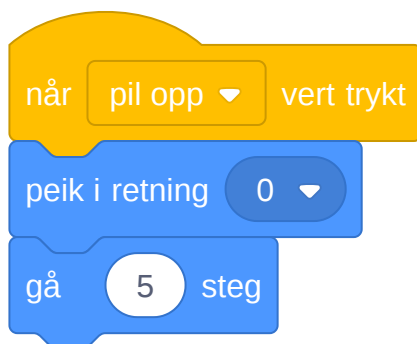 når pil opp vert trykt
peik i retning 0
gå 5 steg